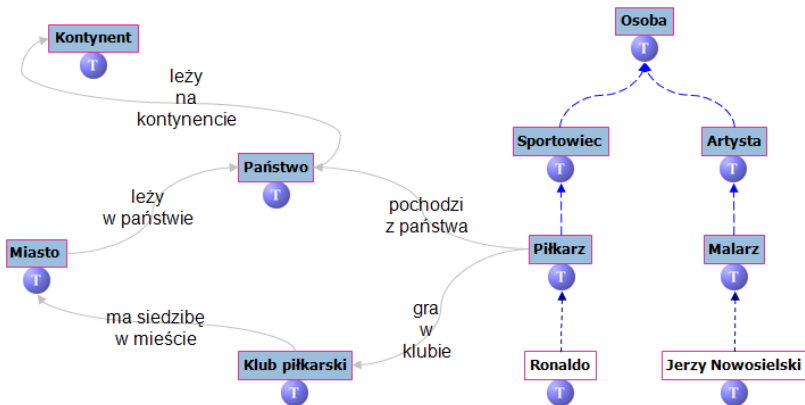 Osoba
Kontynent
T
T
leży
na
kontynencie
Sportowiec
Artysta
Państwo
T
T
T
leży
w państwie
pochodzi
z państwa
Miasto
Piłkarz
Malarz
T
T
T
ma siedzibę
w mieście
gra
w
klubie
Klub piłkarski
Ronaldo
Jerzy Nowosielski
T
T
T